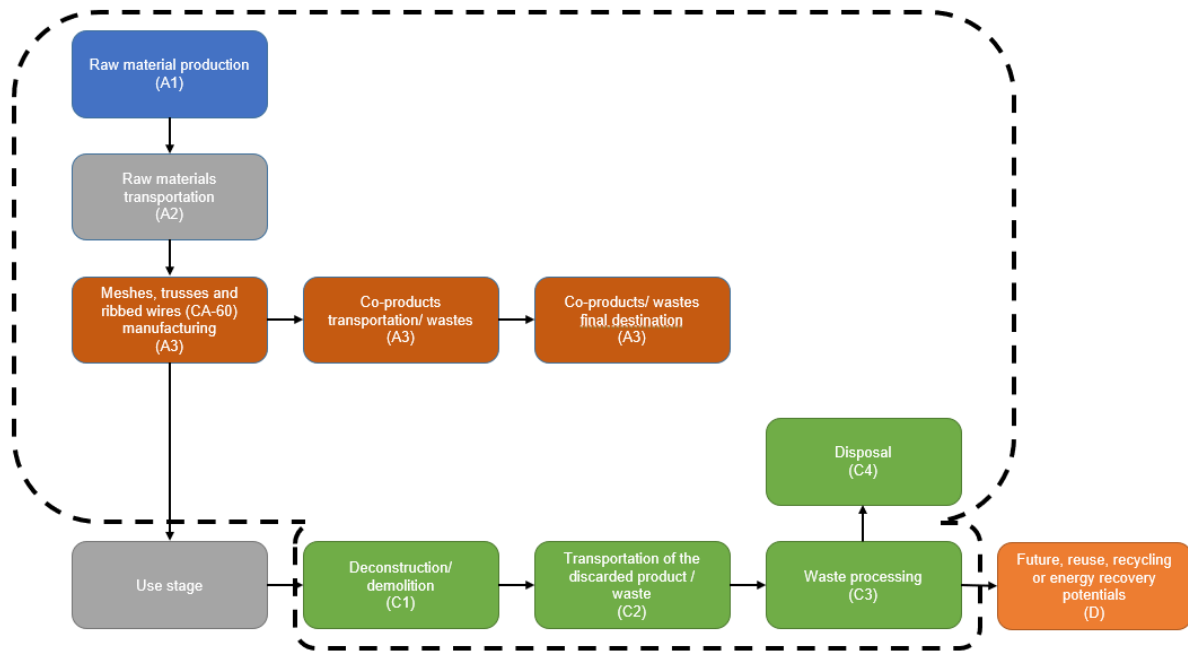 Raw material production
(A1)
Raw materials
transportation
(A2)
Meshes, trusses and
ribbed wires (CA-60)
manufacturing
(A3)
Co-products
transportation/ wastes
(A3)
Co-products/ wastes
final destination
(A3)
Disposal
(C4)
Use stage
Deconstruction/
demolition
(C1)
Transportation of the
discarded product /
waste
(C2)
Waste processing
(C3)
Future, reuse, recycling
or energy recovery
potentials
(D)